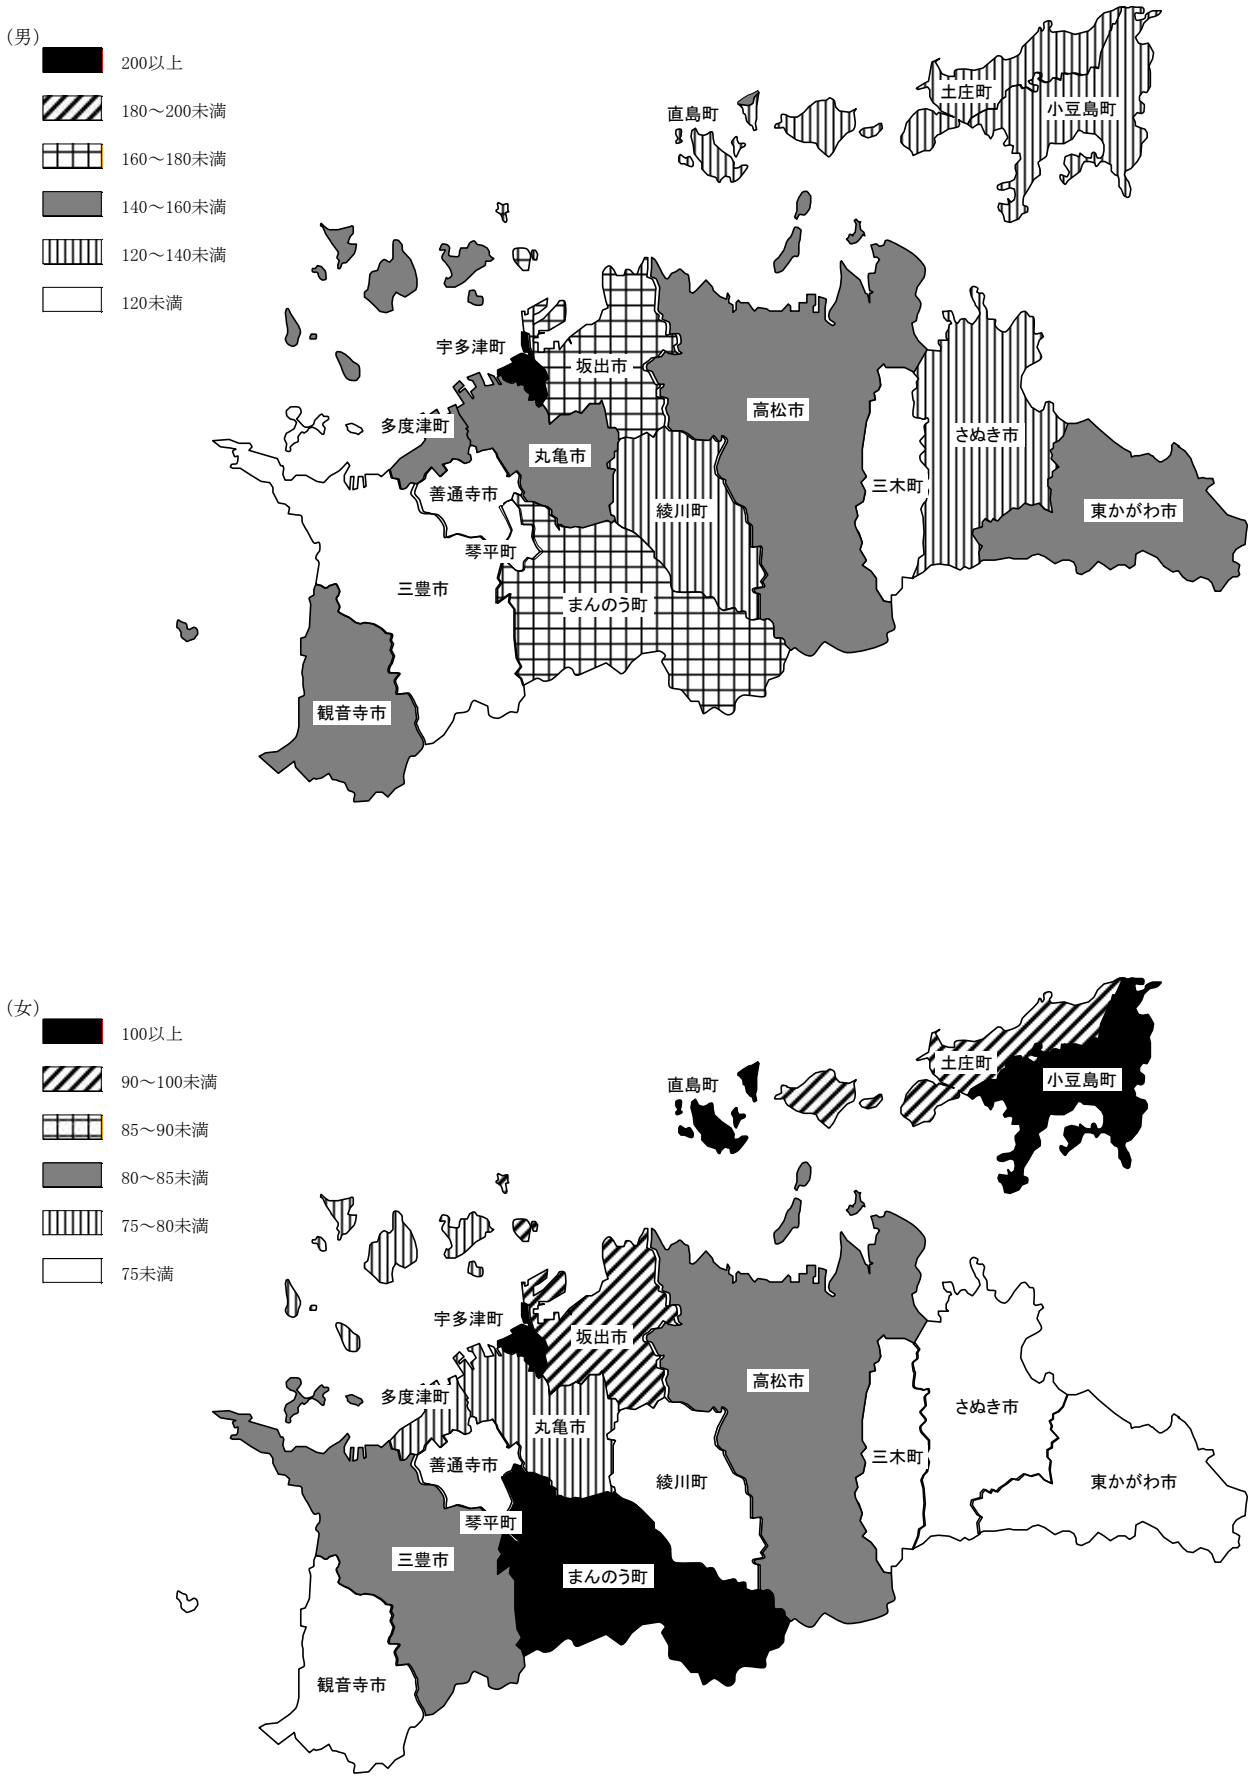 （男）
200以上
180～200未満
160～180未満
140～160未満
120～140未満
120未満
土庄町
小豆島町
直島町
宇多津町
坂出市
高松市
多度津町
丸亀市
さぬき市
善通寺市
三木町
綾川町
東かがわ市
琴平町
三豊市
まんのう町
観音寺市
（女）
100以上
90～100未満
85～90未満
80～85未満
75～80未満
75未満
土庄町
小豆島町
直島町
宇多津町
坂出市
高松市
多度津町
丸亀市
さぬき市
善通寺市
三木町
綾川町
東かがわ市
琴平町
三豊市
まんのう町
観音寺市